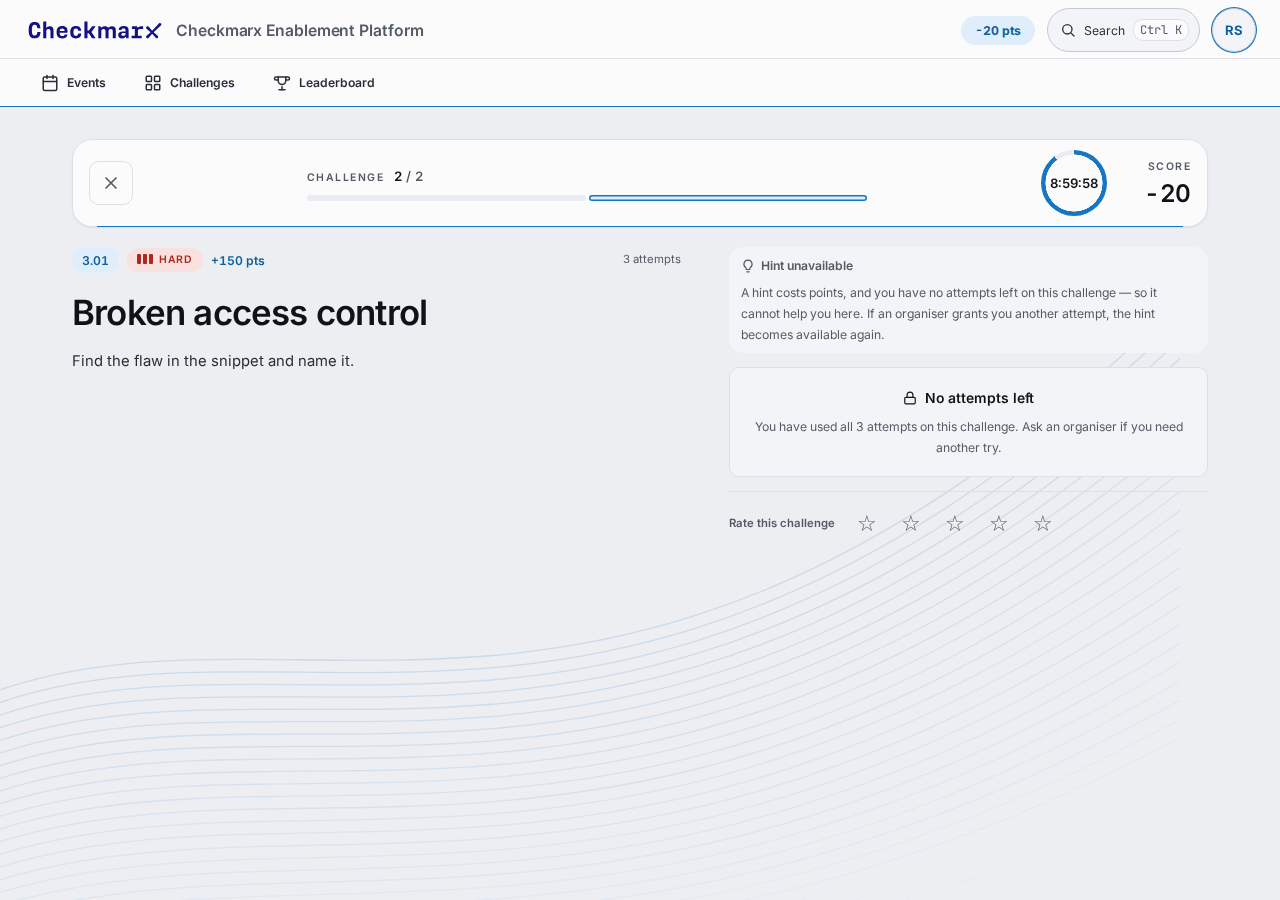 Checkmarx Checkmarx Enablement Platform -20 pts Search Ctrl K RS
Events Challenges Leaderboard
CHALLENGE 2 / 2
8:59:58
SCORE
-20
3.01 HARD +150 pts 3 attempts
Broken access control
Find the flaw in the snippet and name it.
Hint unavailable
A hint costs points, and you have no attempts left on this challenge — so it
cannot help you here. If an organiser grants you another attempt, the hint
becomes available again.
No attempts left
You have used all 3 attempts on this challenge. Ask an organiser if you need
another try.
Rate this challenge